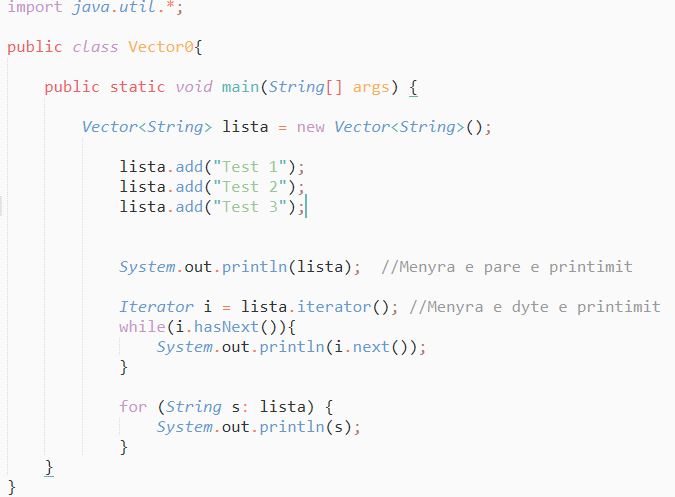 import java.util.*;
public class Vector0{
public static void main(String[] args) {
Vector<String> lista = new Vector<String>();
lista.add("Test 1");
lista.add("Test 2");
lista.add("Test 3");
System.out.println(lista); //Menyra e pare e printimit
Iterator i = lista.iterator(); //Menyra e dyte e printimit
while(i.hasNext()){
System.out.println(i.next());
}
for (String s: lista) {
System.out.println(s);
}
}
}